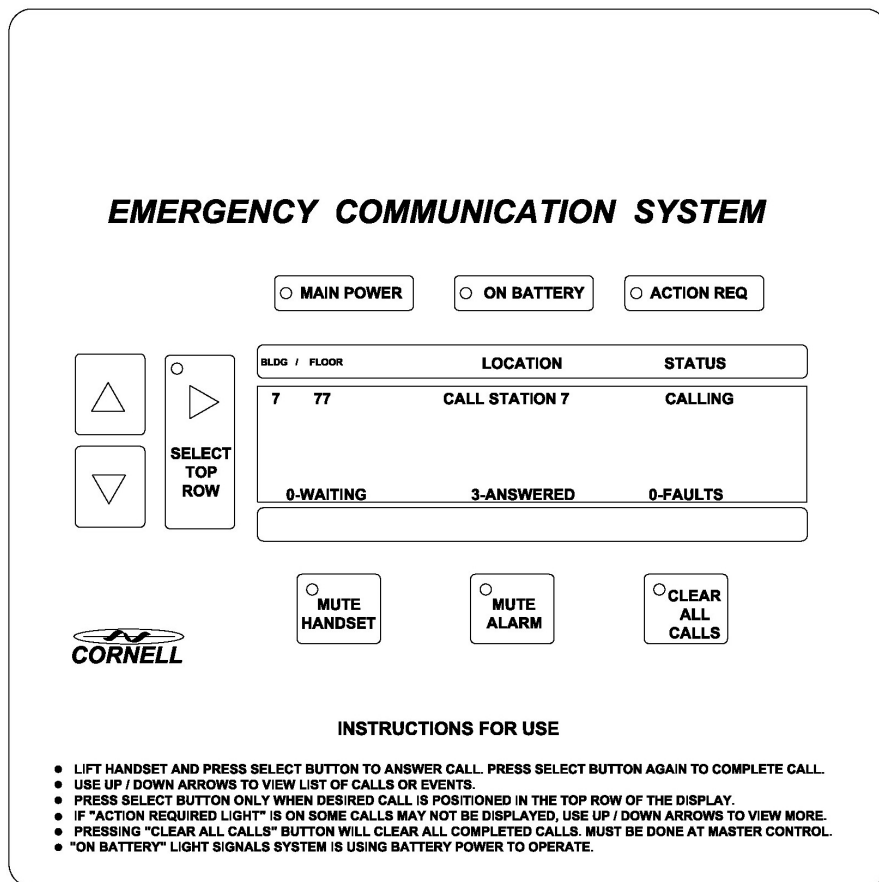 EMERGENCY COMMUNICATION SYSTEM
MAIN POWER
ON BATTERY
ACTION REQ
BLDG / FLOOR LOCATION STATUS
7 77 CALL STATION 7 CALLING
SELECT
TOP
ROW
0-WAITING 3-ANSWERED 0-FAULTS
MUTE
HANDSET
MUTE
ALARM
CLEAR
ALL
CALLS
CORNELL
INSTRUCTIONS FOR USE
● LIFT HANDSET AND PRESS SELECT BUTTON TO ANSWER CALL. PRESS SELECT BUTTON AGAIN TO COMPLETE CALL.
● USE UP / DOWN ARROWS TO VIEW LIST OF CALLS OR EVENTS.
● PRESS SELECT BUTTON ONLY WHEN DESIRED CALL IS POSITIONED IN THE TOP ROW OF THE DISPLAY.
● IF "ACTION REQUIRED LIGHT" IS ON SOME CALLS MAY NOT BE DISPLAYED, USE UP / DOWN ARROWS TO VIEW MORE.
● PRESSING "CLEAR ALL CALLS" BUTTON WILL CLEAR ALL COMPLETED CALLS. MUST BE DONE AT MASTER CONTROL.
● "ON BATTERY" LIGHT SIGNALS SYSTEM IS USING BATTERY POWER TO OPERATE.